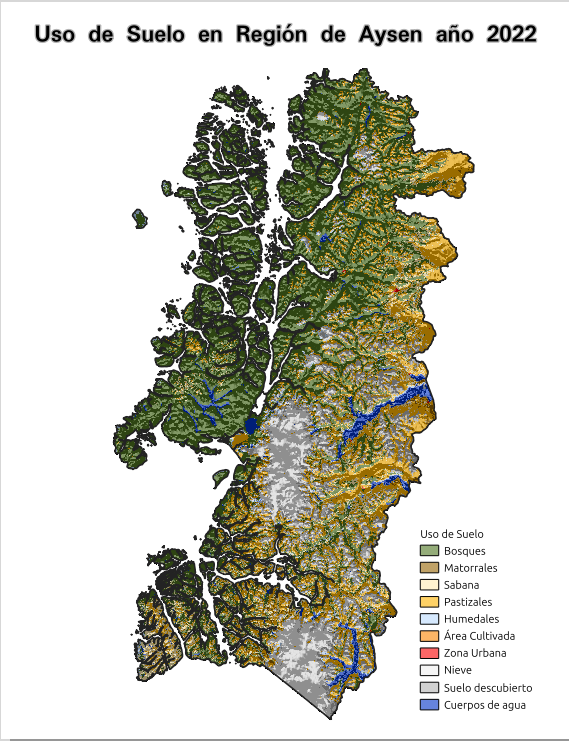 Uso de Suelo en Región de Aysen año 2022
Uso de Suelo
Bosques
Matorrales
Sabana
Pastizales
Humedales
Área Cultivada
Zona Urbana
Nieve
Suelo descubierto
Cuerpos de agua